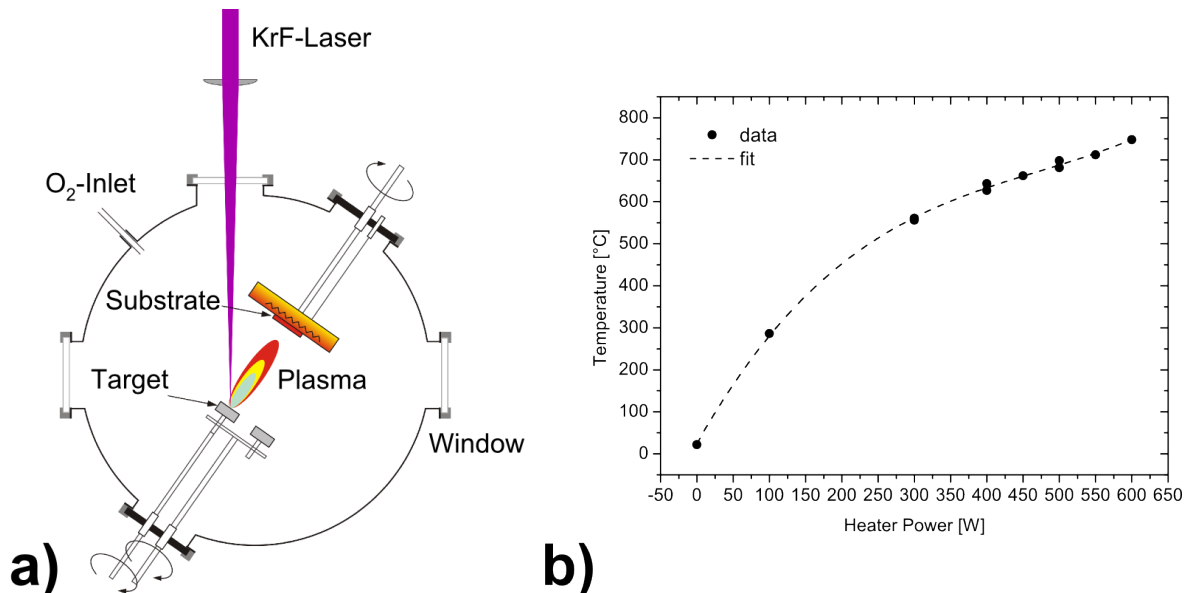 KrF-Laser
O₂-Inlet
Substrate
Target
Plasma
Window
a)
800
700
600
500
400
300
200
100
0
Temperature [°C]
data
fit
-50 0 50 100 150 200 250 300 350 400 450 500 550 600 650
Heater Power [W]
b)